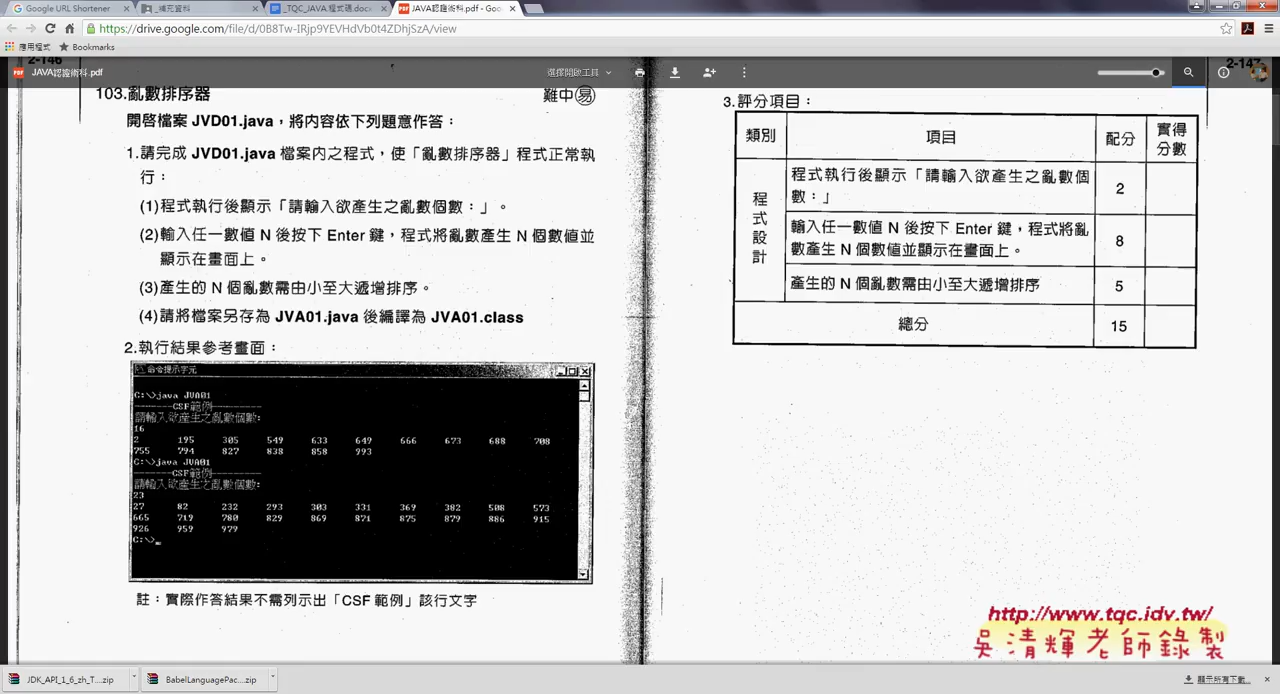 Google URL Shortener
_補充資料
_TQC_JAVA程式碼.docx
JAVA認證術科.pdf - Goo
https://drive.google.com/file/d/0B8Tw-IRjp9YEVHdVb0t4ZDhjSzA/view
應用程式
Bookmarks
2-146
JAVA認證術科.pdf
選擇開啟工具
2-147
103.亂數排序器
難中易
開啓檔案 JVD01.java，將內容依下列題意作答：
1.請完成 JVD01.java 檔案內之程式，使「亂數排序器」程式正常執
行：
(1)程式執行後顯示「請輸入欲產生之亂數個數：」。
(2)輸入任一數值 N 後按下 Enter 鍵，程式將亂數產生 N 個數值並
顯示在畫面上。
(3)產生的 N 個亂數需由小至大遞增排序。
(4)請將檔案另存為 JVA01.java 後編譯為 JVA01.class
2.執行結果參考畫面：
命令提示字元
C:\>java JVA01
-------CSF範例----------
請輸入欲產生之亂數個數:
16
2 195 305 549 633 649 666 673 688 708
755 794 827 838 858 993
C:\>java JVA01
-------CSF範例----------
請輸入欲產生之亂數個數:
23
27 82 232 293 303 331 369 382 508 573
665 719 780 829 869 871 875 879 886 915
926 959 979
C:\>_
註：實際作答結果不需列示出「CSF 範例」該行文字
3.評分項目：
類別 項目 配分 實得分數
程式設計
程式執行後顯示「請輸入欲產生之亂數個
數：」
2
輸入任一數值 N 後按下 Enter 鍵，程式將亂
數產生 N 個數值並顯示在畫面上。
8
產生的 N 個亂數需由小至大遞增排序
5
總分 15
http://www.tqc.idv.tw/
吳清輝老師錄製
JDK_API_1_6_zh_T....zip
BabelLanguagePac....zip
顯示所有下載...